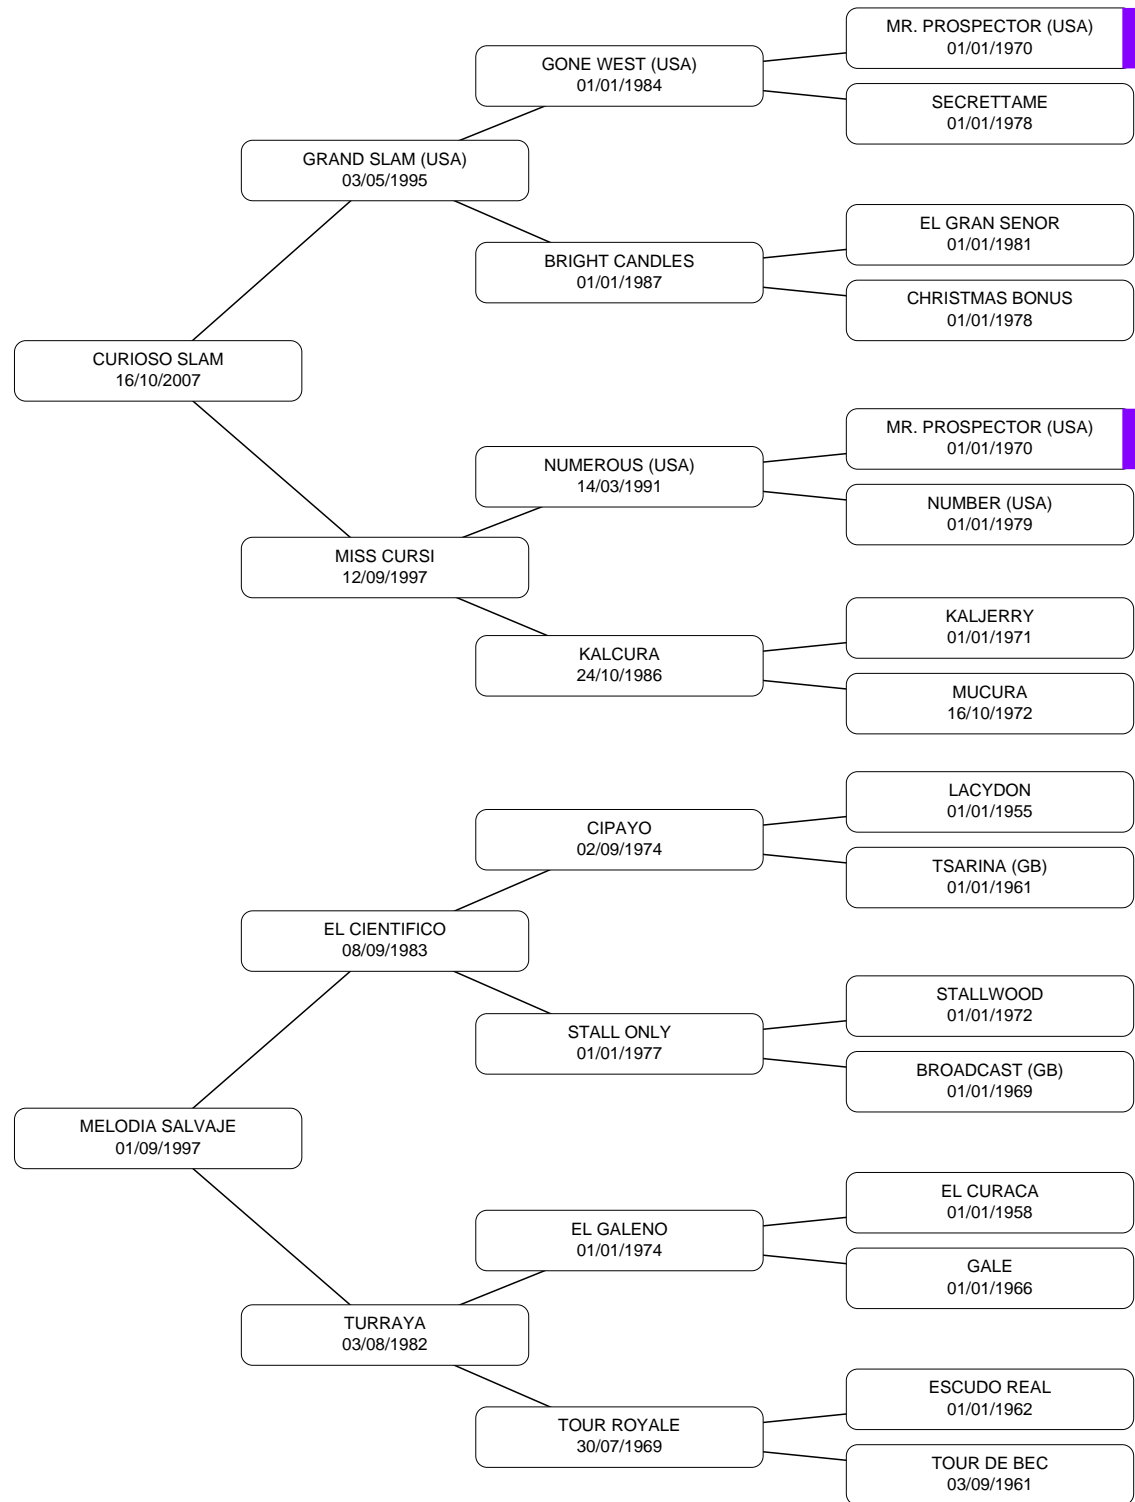 MR. PROSPECTOR (USA)
01/01/1970
GONE WEST (USA)
01/01/1984
SECRETTAME
01/01/1978
GRAND SLAM (USA)
03/05/1995
EL GRAN SENOR
01/01/1981
BRIGHT CANDLES
01/01/1987
CHRISTMAS BONUS
01/01/1978
CURIOSO SLAM
16/10/2007
MR. PROSPECTOR (USA)
01/01/1970
NUMEROUS (USA)
14/03/1991
NUMBER (USA)
01/01/1979
MISS CURSI
12/09/1997
KALJERRY
01/01/1971
KALCURA
24/10/1986
MUCURA
16/10/1972
LACYDON
01/01/1955
CIPAYO
02/09/1974
TSARINA (GB)
01/01/1961
EL CIENTIFICO
08/09/1983
STALLWOOD
01/01/1972
STALL ONLY
01/01/1977
BROADCAST (GB)
01/01/1969
MELODIA SALVAJE
01/09/1997
EL CURACA
01/01/1958
EL GALENO
01/01/1974
GALE
01/01/1966
TURRAYA
03/08/1982
ESCUDO REAL
01/01/1962
TOUR ROYALE
30/07/1969
TOUR DE BEC
03/09/1961